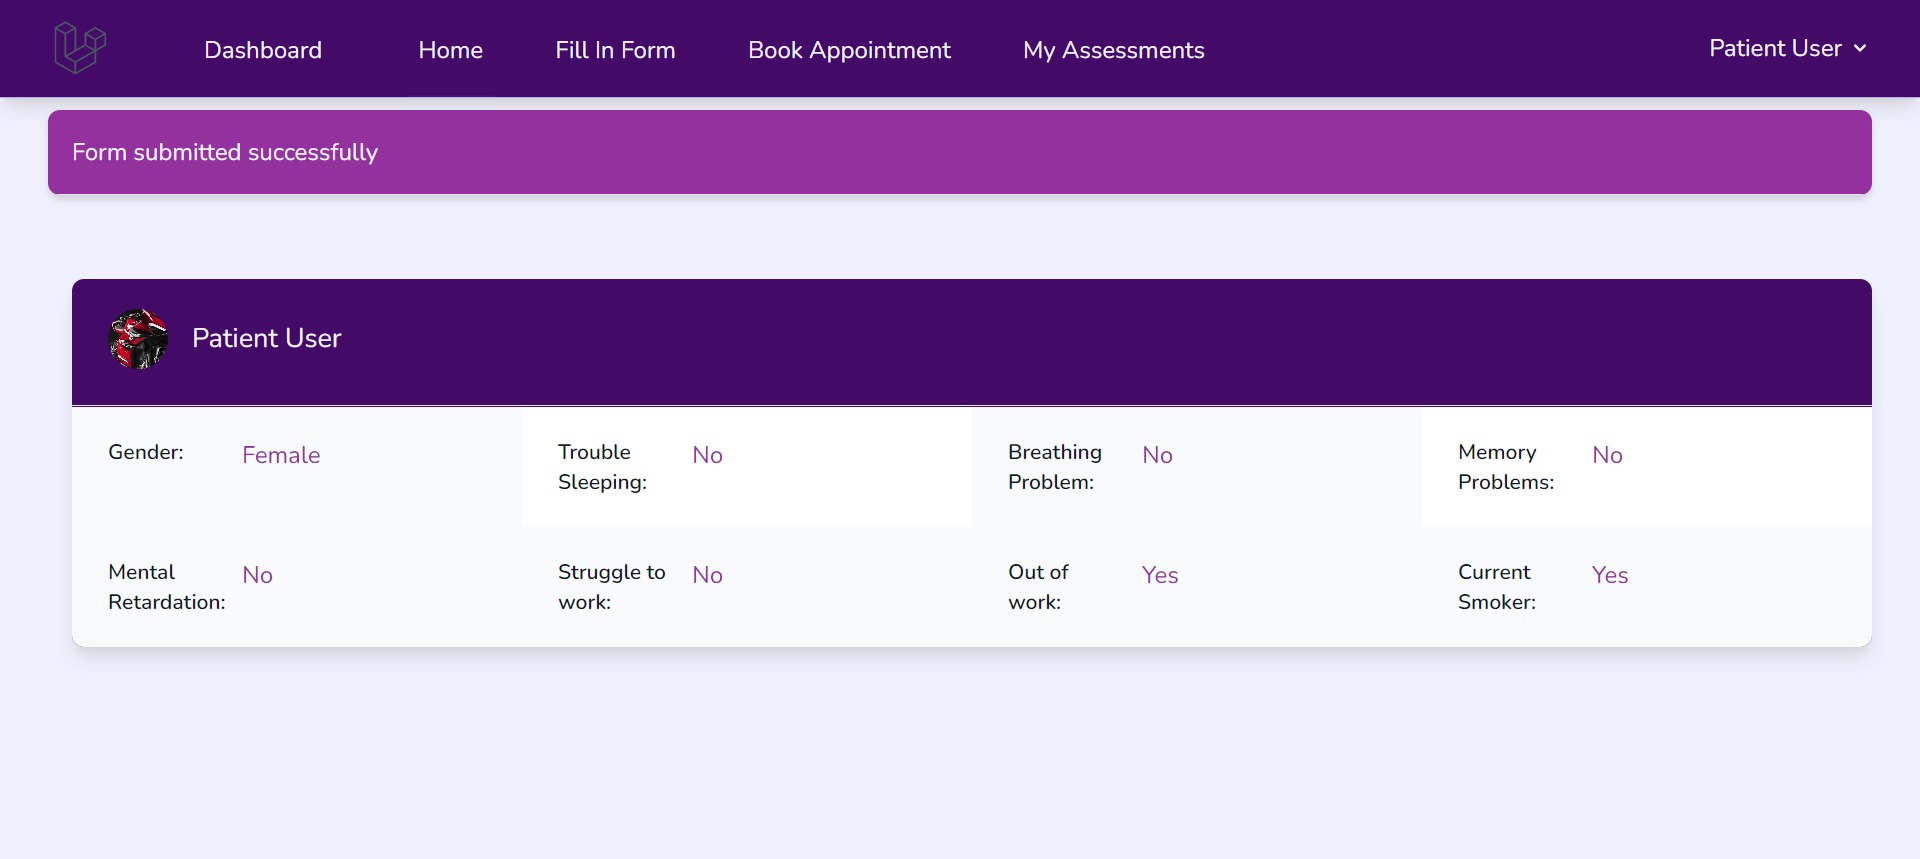 Dashboard Home Fill In Form Book Appointment My Assessments Patient User
Form submitted successfully
Patient User
Gender: Female
Trouble Sleeping: No
Breathing Problem: No
Memory Problems: No
Mental Retardation: No
Struggle to work: No
Out of work: Yes
Current Smoker: Yes